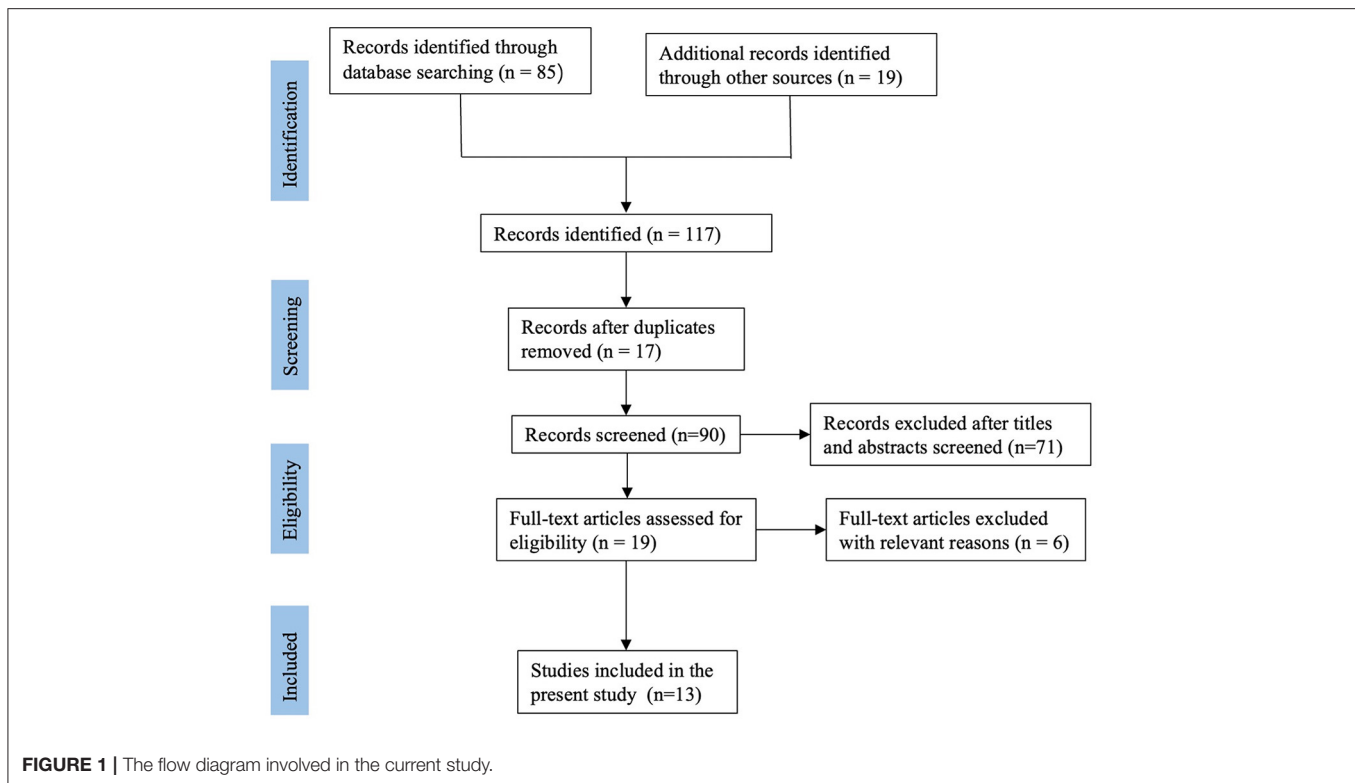 Records identified through
database searching (n = 85)
Additional records identified
through other sources (n = 19)
Identification
Records identified (n = 117)
Screening
Records after duplicates
removed (n = 17)
Records screened (n=90)
Records excluded after titles
and abstracts screened (n=71)
Eligibility
Full-text articles assessed for
eligibility (n = 19)
Full-text articles excluded
with relevant reasons (n = 6)
Included
Studies included in the
present study (n=13)
FIGURE 1 | The flow diagram involved in the current study.